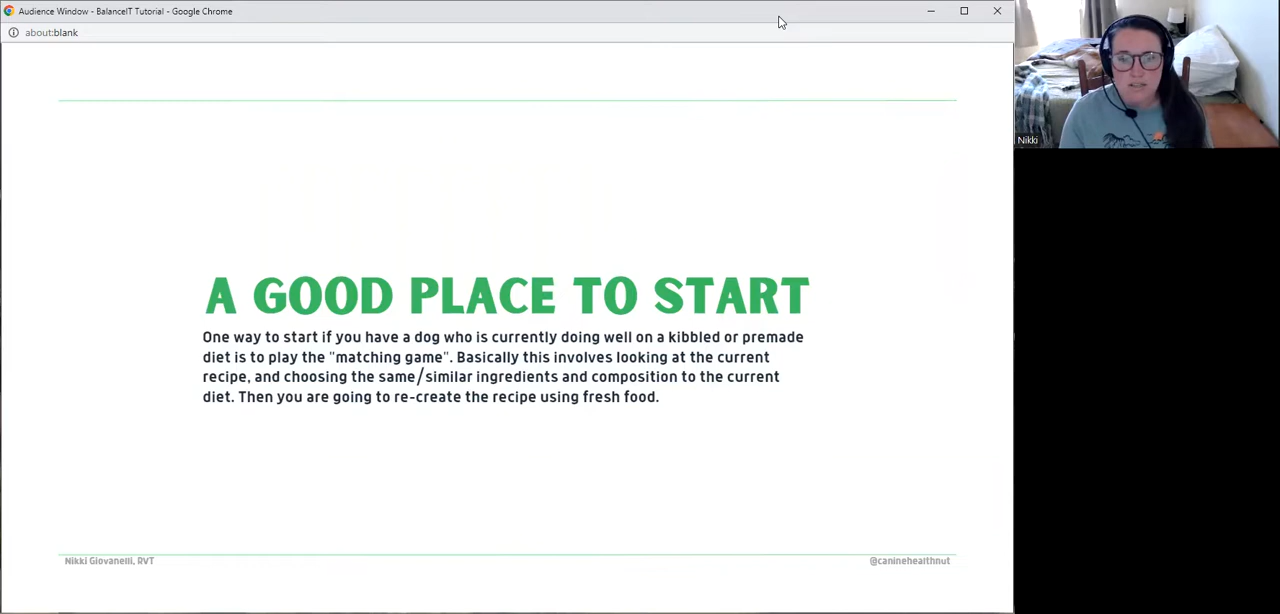 Audience Window - BalanceIT Tutorial - Google Chrome
about:blank
Nikki
A GOOD PLACE TO START
One way to start if you have a dog who is currently doing well on a kibbled or premade
diet is to play the "matching game". Basically this involves looking at the current
recipe, and choosing the same/similar ingredients and composition to the current
diet. Then you are going to re-create the recipe using fresh food.
Nikki Giovanelli, RVT
@caninehealthnut